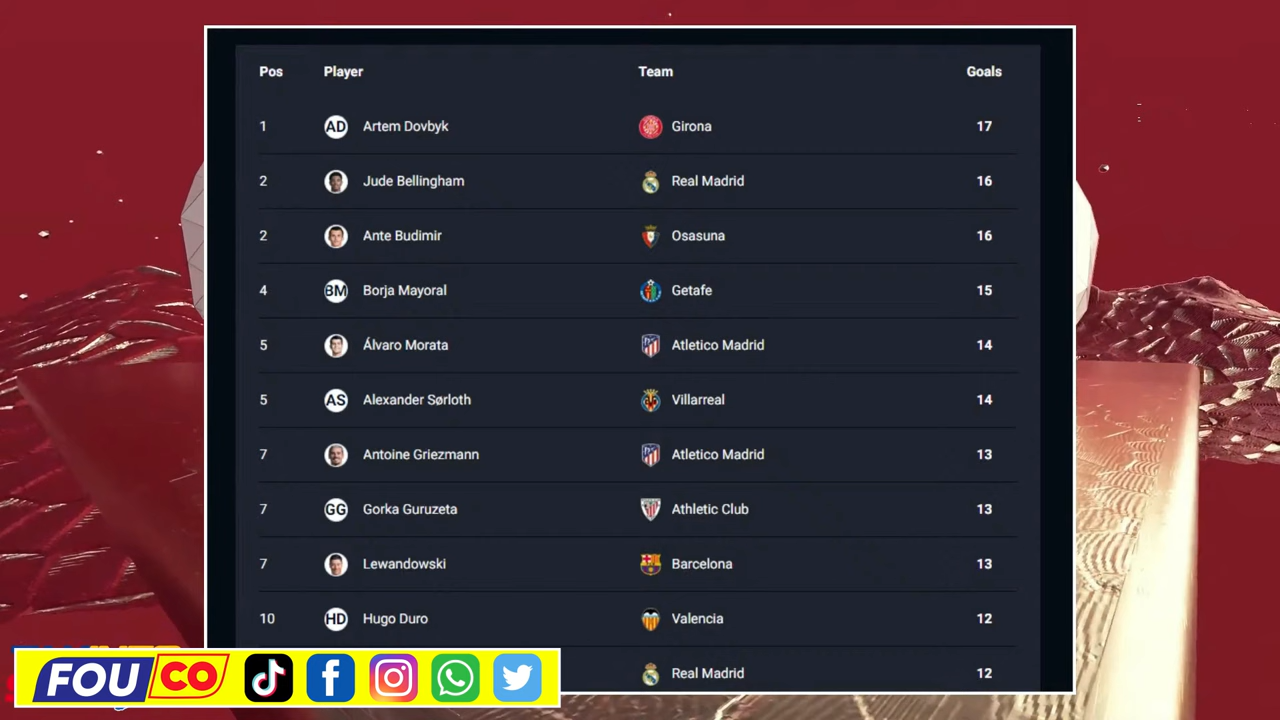 Pos Player Team Goals
1 AD Artem Dovbyk Girona 17
2 Jude Bellingham Real Madrid 16
2 Ante Budimir Osasuna 16
4 BM Borja Mayoral Getafe 15
5 Álvaro Morata Atletico Madrid 14
5 AS Alexander Sørloth Villarreal 14
7 Antoine Griezmann Atletico Madrid 13
7 GG Gorka Guruzeta Athletic Club 13
7 Lewandowski Barcelona 13
10 HD Hugo Duro Valencia 12
Real Madrid 12
FOUCO